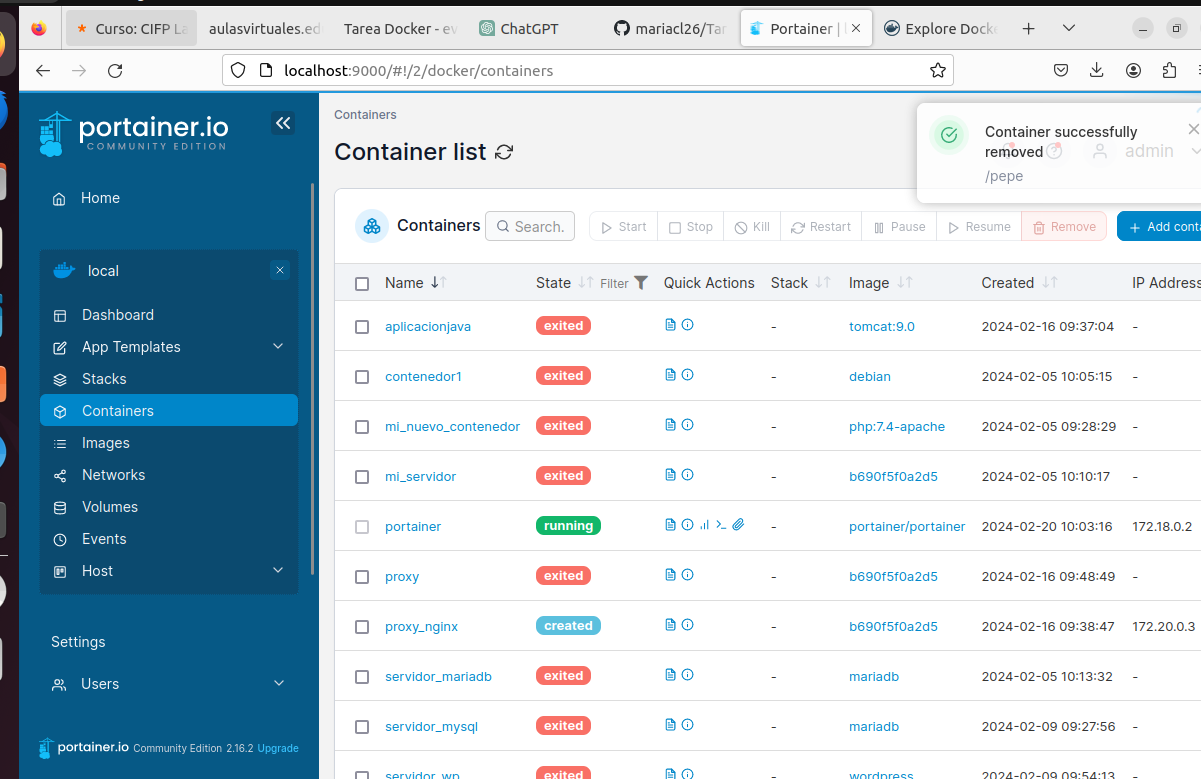 Curso: CIFP La
aulasvirtuales.ed
Tarea Docker - ev
ChatGPT
mariacl26/Tar
Portainer |
Explore Docke
localhost:9000/#!/2/docker/containers
portainer.io
COMMUNITY EDITION
Home
local
Dashboard
App Templates
Stacks
Containers
Images
Networks
Volumes
Events
Host
Settings
Users
portainer.io Community Edition 2.16.2 Upgrade
Containers
Container list
admin
Container successfully
removed
/pepe
Containers
Search.
Start
Stop
Kill
Restart
Pause
Resume
Remove
+ Add conta
Name State Filter Quick Actions Stack Image Created IP Address
aplicacionjava exited - tomcat:9.0 2024-02-16 09:37:04 -
contenedor1 exited - debian 2024-02-05 10:05:15 -
mi_nuevo_contenedor exited - php:7.4-apache 2024-02-05 09:28:29 -
mi_servidor exited - b690f5f0a2d5 2024-02-05 10:10:17 -
portainer running - portainer/portainer 2024-02-20 10:03:16 172.18.0.2
proxy exited - b690f5f0a2d5 2024-02-16 09:48:49 -
proxy_nginx created - b690f5f0a2d5 2024-02-16 09:38:47 172.20.0.3
servidor_mariadb exited - mariadb 2024-02-05 10:13:32 -
servidor_mysql exited - mariadb 2024-02-09 09:27:56 -
servidor_wp exited - wordpress 2024-02-09 09:54:13 -